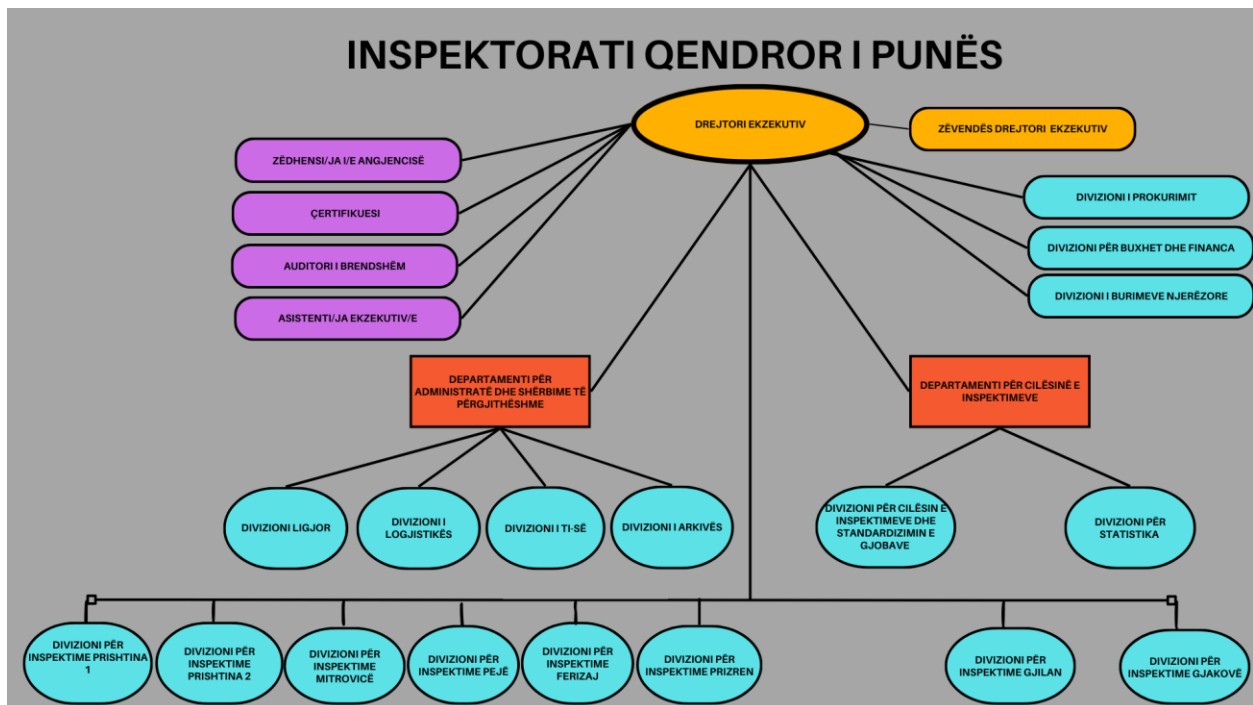 INSPEKTORATI QENDROR I PUNËS
DREJTORI EKZEKUTIV
ZËVENDËS DREJTORI EKZEKUTIV
ZËDHENSI/JA I/E ANGJENCISË
ÇERTIFIKUESI
AUDITORI I BRENDSHËM
ASISTENTI/JA EKZEKUTIV/E
DIVIZIONI I PROKURIMIT
DIVIZIONI PËR BUXHET DHE FINANCA
DIVIZIONI I BURIMEVE NJERËZORE
DEPARTAMENTI PËR
ADMINISTRATË DHE SHËRBIME TË
PËRGJITHËSHME
DEPARTAMENTI PËR CILËSINË E
INSPEKTIMEVE
DIVIZIONI LIGJOR
DIVIZIONI I
LOGJISTIKËS
DIVIZIONI I TI-SË
DIVIZIONI I ARKIVËS
DIVIZIONI PËR CILËSIN E
INSPEKTIMEVE DHE
STANDARDIZIMIN E
GJOBAVE
DIVIZIONI PËR
STATISTIKA
DIVIZIONI PËR
INSPEKTIME PRISHTINA
1
DIVIZIONI PËR
INSPEKTIME
PRISHTINA 2
DIVIZIONI PËR
INSPEKTIME
MITROVICË
DIVIZIONI PËR
INSPEKTIME PEJË
DIVIZIONI PËR
INSPEKTIME
FERIZAJ
DIVIZIONI PËR
INSPEKTIME PRIZREN
DIVIZIONI PËR
INSPEKTIME GJILAN
DIVIZIONI PËR
INSPEKTIME GJAKOVË